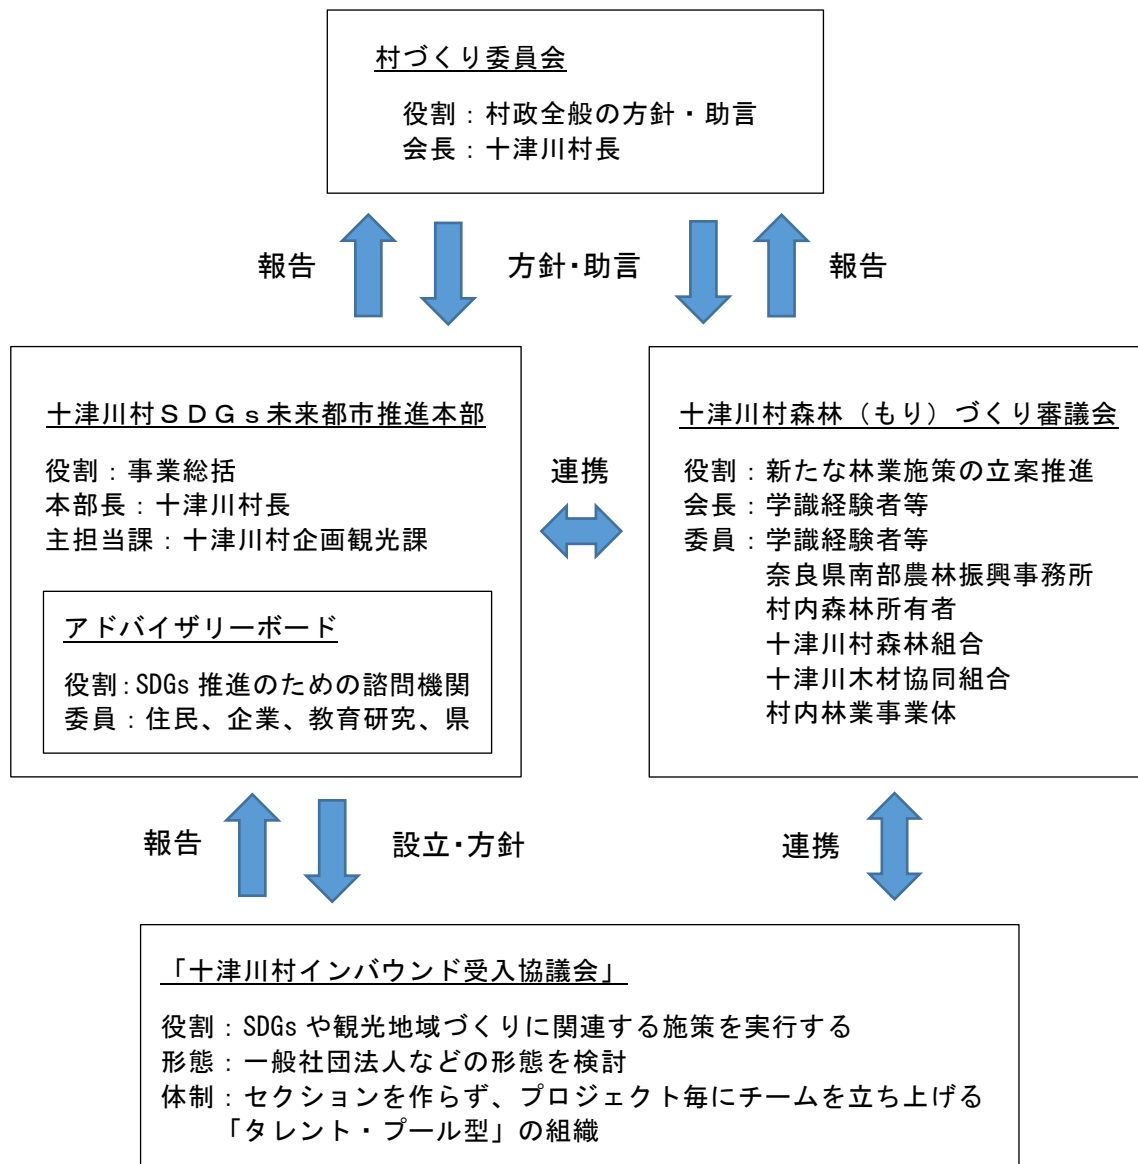 村づくり委員会
役割：村政全般の方針・助言
会長：十津川村長
報告
方針・助言
報告
十津川村ＳＤＧｓ未来都市推進本部
役割：事業総括
本部長：十津川村長
主担当課：十津川村企画観光課
アドバイザリーボード
役割：SDGs 推進のための諮問機関
委員：住民、企業、教育研究、県
連携
十津川村森林（もり）づくり審議会
役割：新たな林業施策の立案推進
会長：学識経験者等
委員：学識経験者等
奈良県南部農林振興事務所
村内森林所有者
十津川村森林組合
十津川木材協同組合
村内林業事業体
報告
設立・方針
連携
「十津川村インバウンド受入協議会」
役割：SDGs や観光地域づくりに関連する施策を実行する
形態：一般社団法人などの形態を検討
体制：セクションを作らず、プロジェクト毎にチームを立ち上げる
「タレント・プール型」の組織